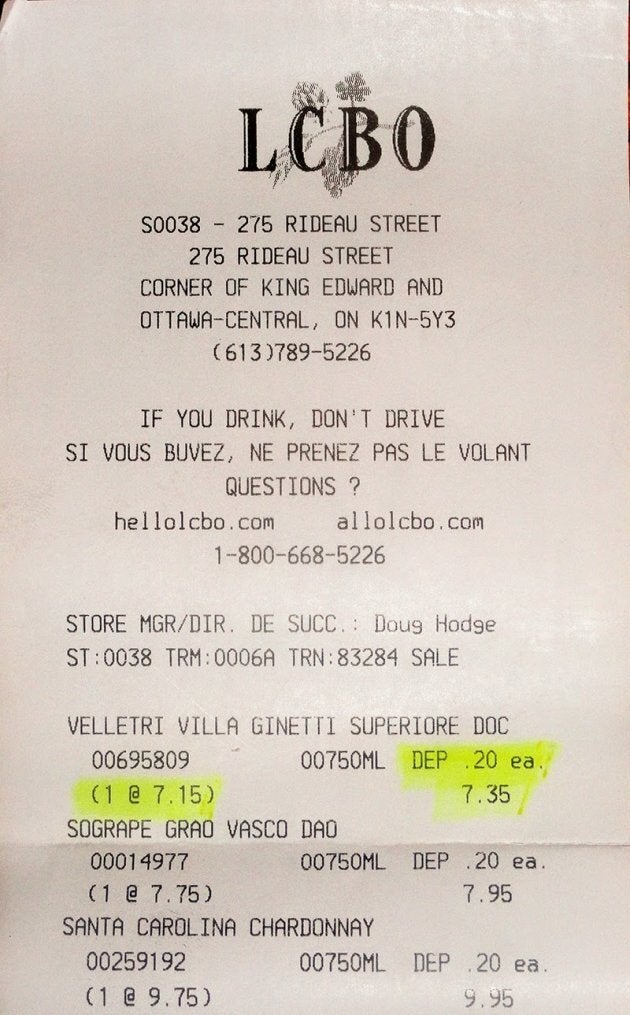 LCBO
S0038 - 275 RIDEAU STREET
275 RIDEAU STREET
CORNER OF KING EDWARD AND
OTTAWA-CENTRAL, ON K1N-5Y3
(613)789-5226
IF YOU DRINK, DON'T DRIVE
SI VOUS BUVEZ, NE PRENEZ PAS LE VOLANT
QUESTIONS ?
hellolcbo.com allolcbo.com
1-800-668-5226
STORE MGR/DIR. DE SUCC.: Doug Hodge
ST:0038 TRM:0006A TRN:83284 SALE
VELLETRI VILLA GINETTI SUPERIORE DOC
00695809 00750ML DEP .20 ea.
(1 @ 7.15) 7.35
SOGRAPE GRAO VASCO DAO
00014977 00750ML DEP .20 ea.
(1 @ 7.75) 7.95
SANTA CAROLINA CHARDONNAY
00259192 00750ML DEP .20 ea.
(1 @ 9.75) 9.95